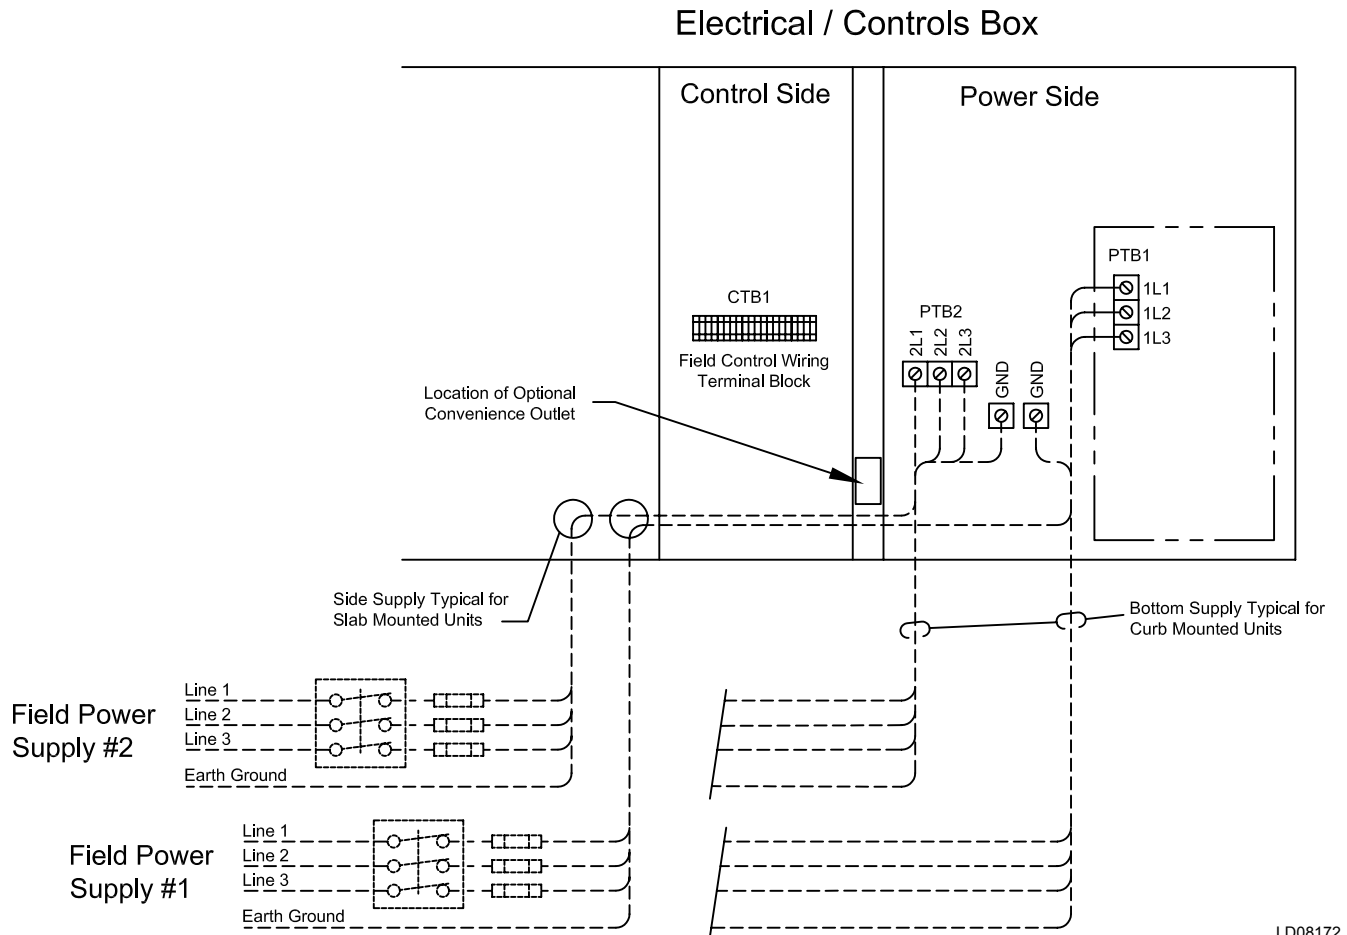 Electrical / Controls Box
Control Side
Power Side
PTB1
1L1
1L2
1L3
CTB1
Field Control Wiring
Terminal Block
PTB2
2L1
2L2
2L3
GND
GND
Location of Optional
Convenience Outlet
Side Supply Typical for
Slab Mounted Units
Bottom Supply Typical for
Curb Mounted Units
Field Power
Supply #2
Line 1
Line 2
Line 3
Earth Ground
Field Power
Supply #1
Line 1
Line 2
Line 3
Earth Ground
LD08172